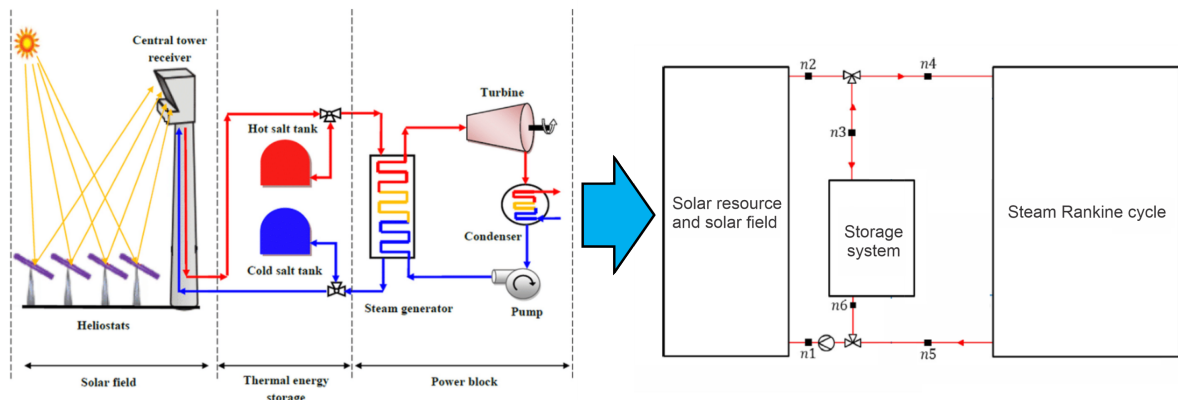 Central tower
receiver
Hot salt tank
Cold salt tank
Heliostats
Steam generator
Turbine
Condenser
Pump
Solar field
Thermal energy
storage
Power block
Solar resource
and solar field
n2
n4
n3
Storage
system
n6
n1
n5
Steam Rankine cycle